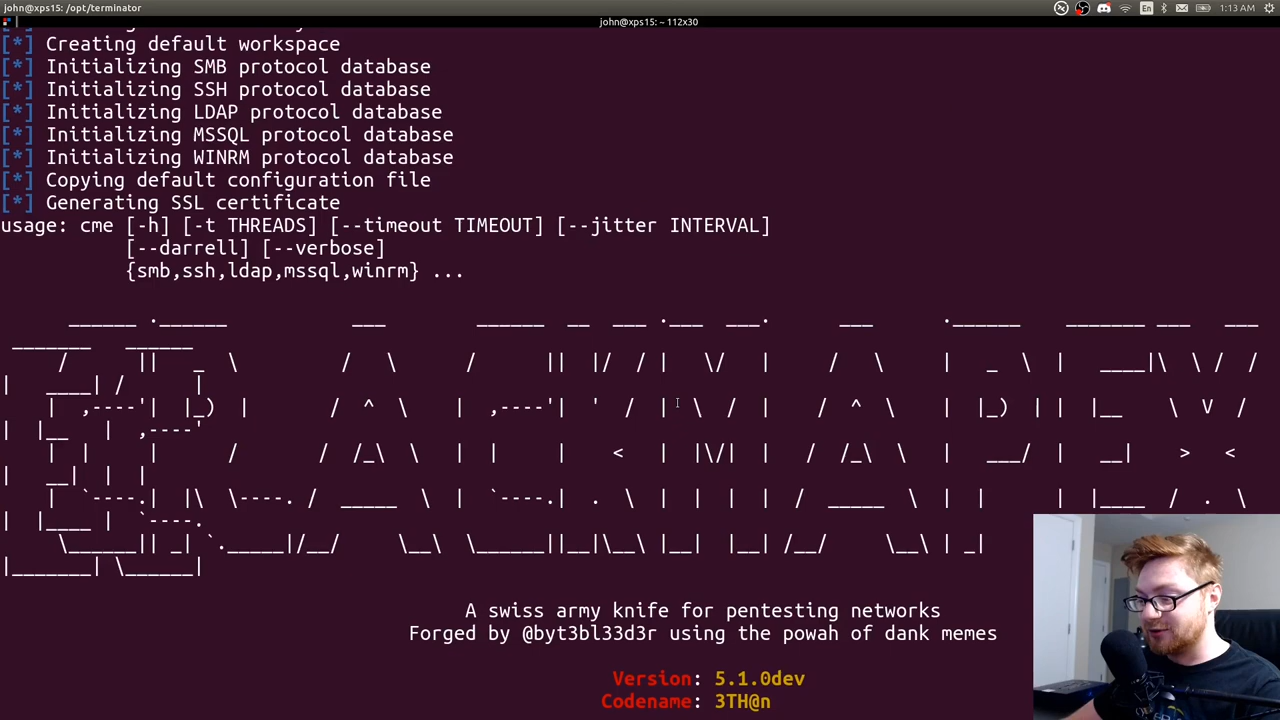 john@xps15: /opt/terminator
En
1:13 AM
john@xps15: ~ 112x30
[*] Creating default workspace
[*] Initializing SMB protocol database
[*] Initializing SSH protocol database
[*] Initializing LDAP protocol database
[*] Initializing MSSQL protocol database
[*] Initializing WINRM protocol database
[*] Copying default configuration file
[*] Generating SSL certificate
usage: cme [-h] [-t THREADS] [--timeout TIMEOUT] [--jitter INTERVAL]
[--darrell] [--verbose]
{smb,ssh,ldap,mssql,winrm} ...
A swiss army knife for pentesting networks
Forged by @byt3bl33d3r using the powah of dank memes
Version: 5.1.0dev
Codename: 3TH@n